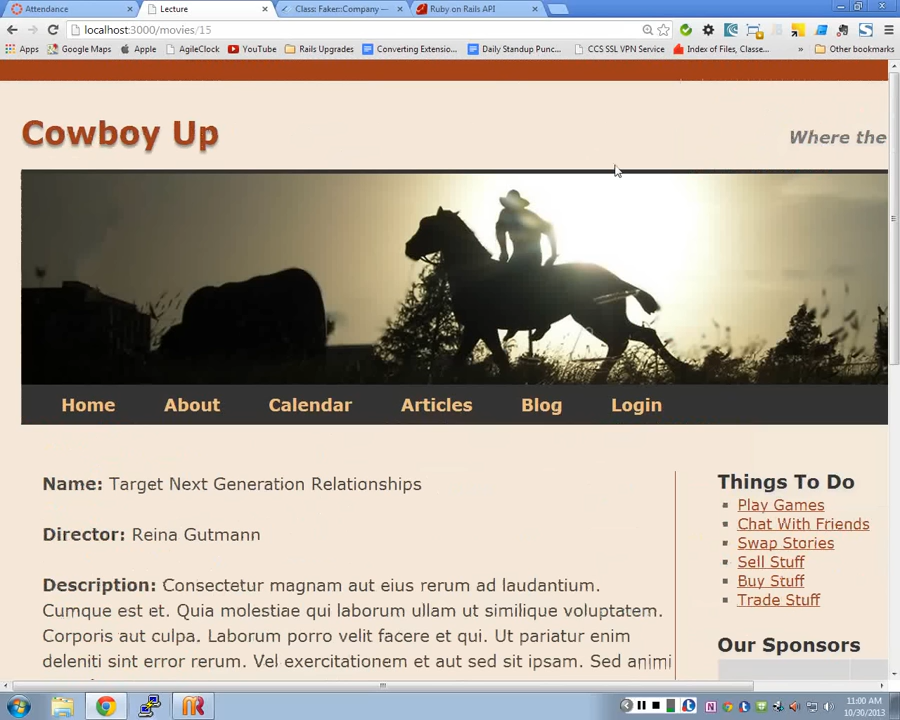 Attendance
Lecture
Class: Faker::Company —
Ruby on Rails API
localhost:3000/movies/15
Apps
Google Maps
Apple
AgileClock
YouTube
Rails Upgrades
Converting Extensio...
Daily Standup Punc...
CCS SSL VPN Service
Index of Files, Classe...
»
Other bookmarks
Cowboy Up
Where the
Home
About
Calendar
Articles
Blog
Login
Name: Target Next Generation Relationships
Director: Reina Gutmann
Description: Consectetur magnam aut eius rerum ad laudantium.
Cumque est et. Quia molestiae qui laborum ullam ut similique voluptatem.
Corporis aut culpa. Laborum porro velit facere et qui. Ut pariatur enim
deleniti sint error rerum. Vel exercitationem et aut sed sit ipsam. Sed animi
Things To Do
Play Games
Chat With Friends
Swap Stories
Sell Stuff
Buy Stuff
Trade Stuff
Our Sponsors
11:00 AM
10/30/2013